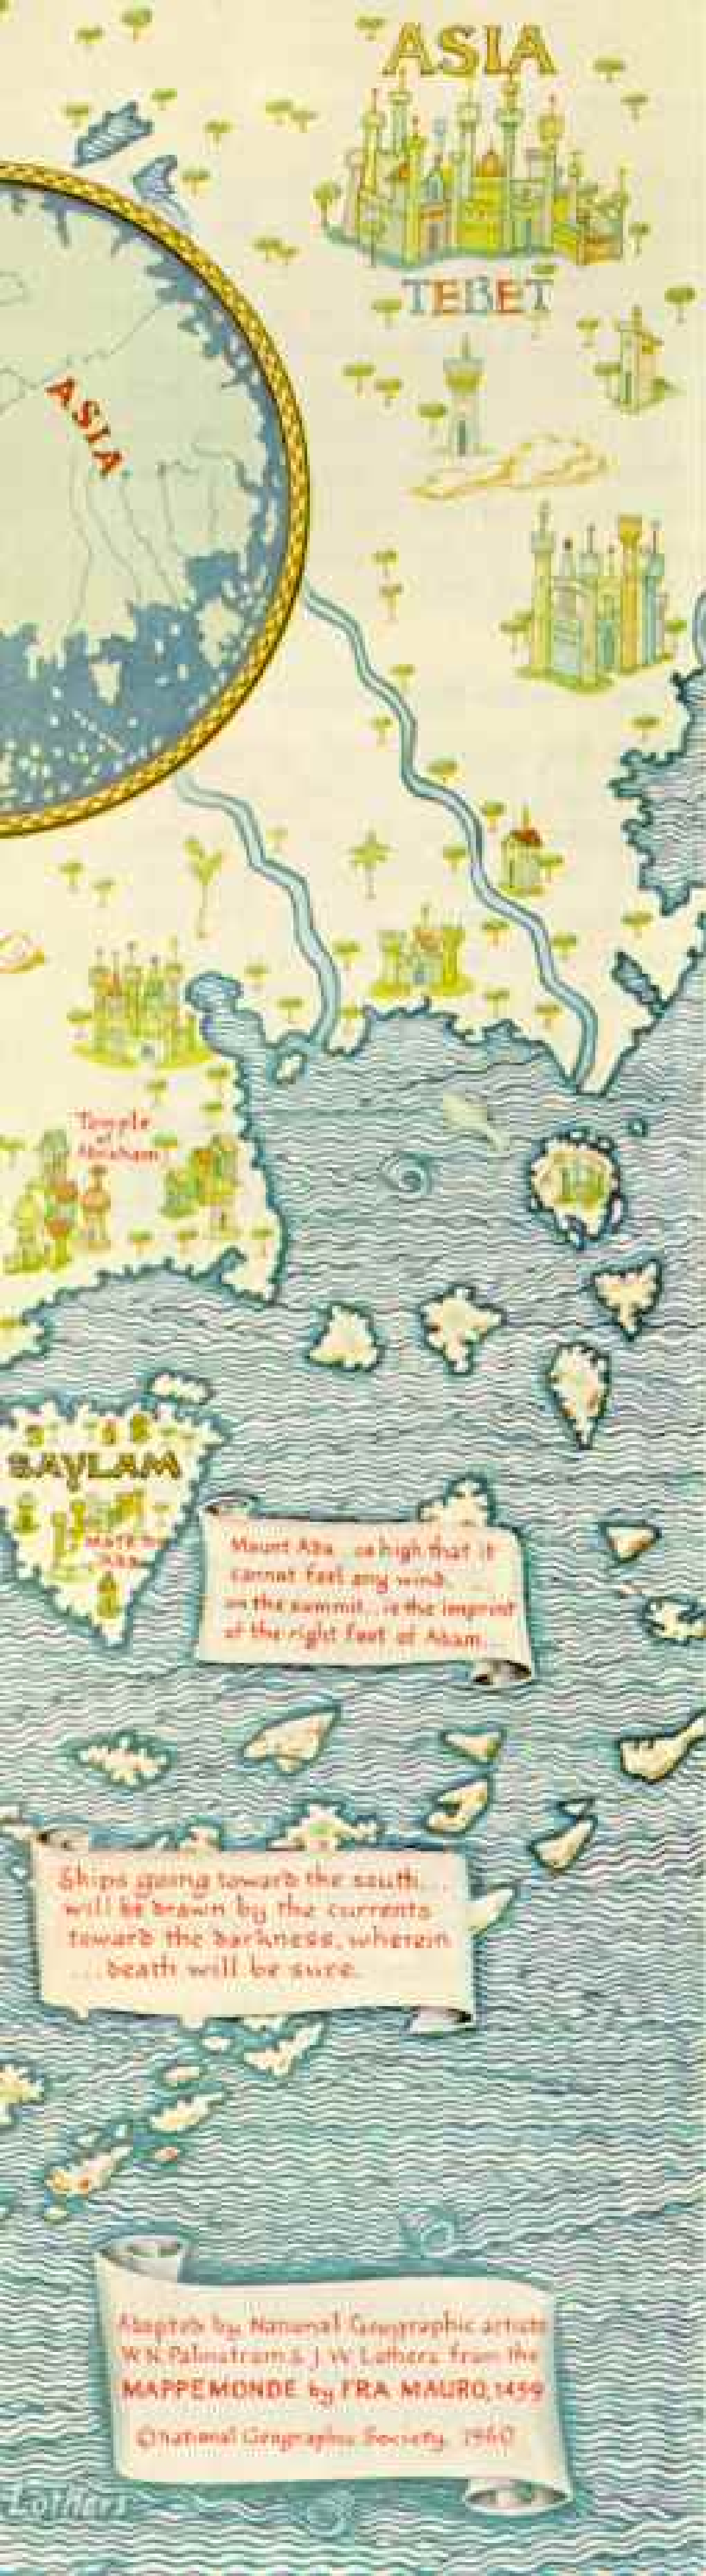 ASIA
TEBET
ASIA
Temple
of
Abraham
SAYLAM
Mount Ada...so high that it
cannot feel any wind.
on the summit...is the imprint
of the right foot of Adam...
Ships going toward the south...
will be drawn by the currents
toward the darkness, wherein
...death will be sure.
Adapted by National Geographic artists
W.N. Palmstrom & J.W. Lothers from the
MAPPEMONDE by FRA MAURO, 1459
©National Geographic Society, 1960
Lothers